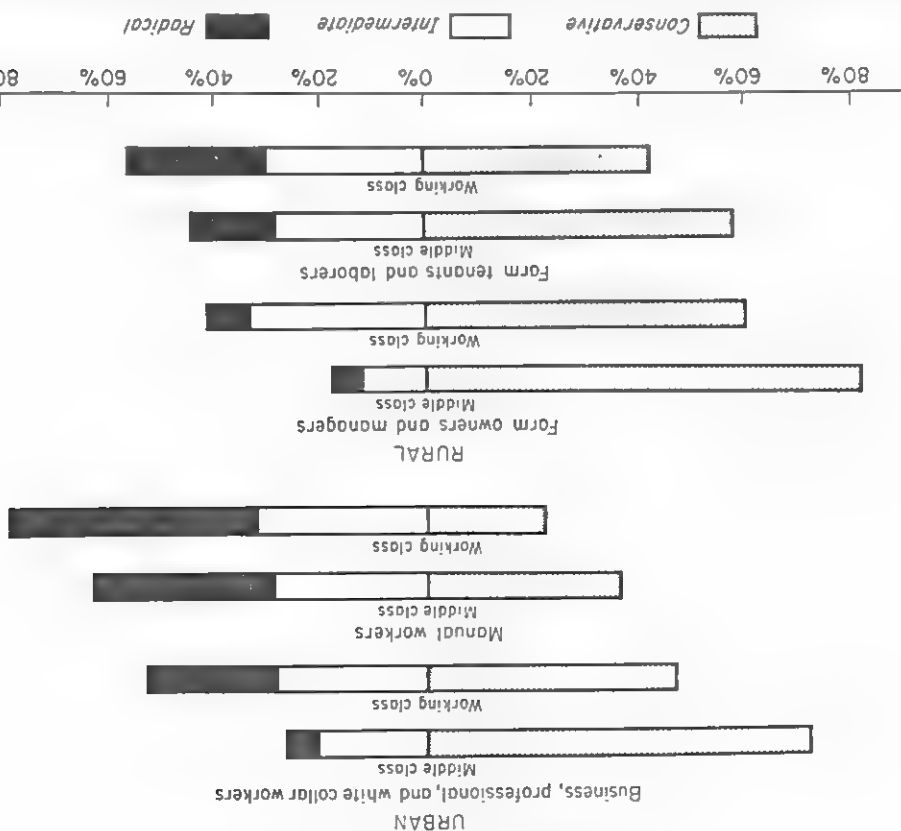 URBAN
Business, professional, and white collar workers
Middle class
Working class
Manual workers
Middle class
Working class
RURAL
Farm owners and managers
Middle class
Working class
Farm tenants and laborers
Middle class
Working class
80% 60% 40% 20% 0% 20% 40% 60% 80
Conservative Intermediate Radical